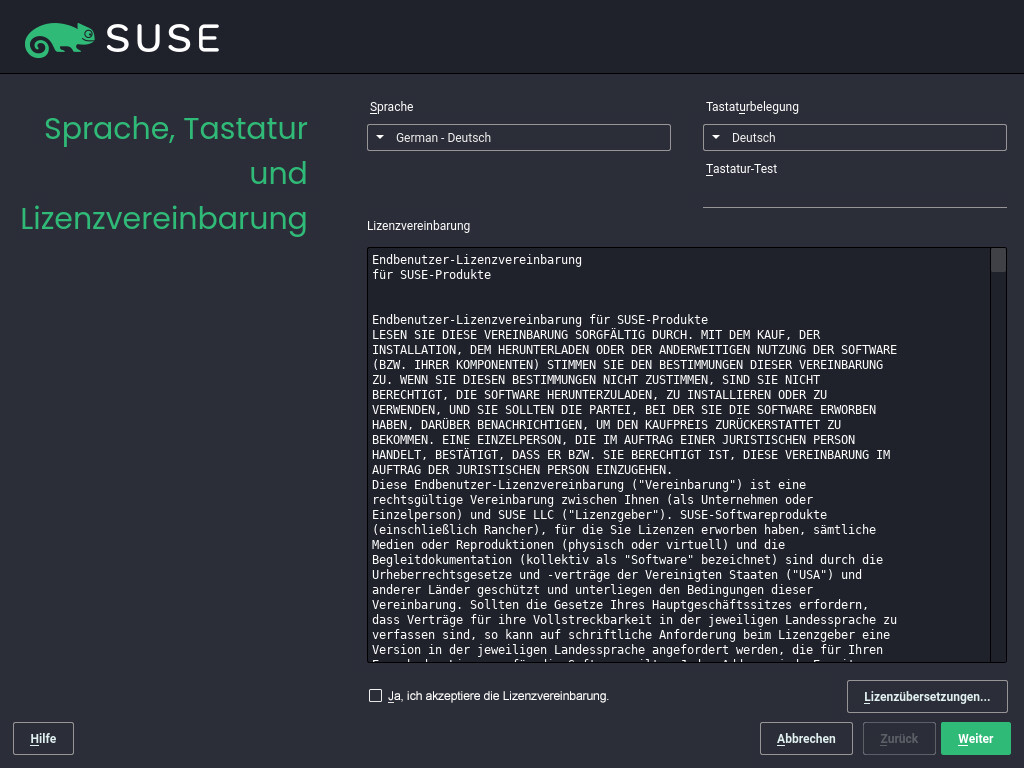 SUSE
Sprache, Tastatur
und
Lizenzvereinbarung
Sprache
German - Deutsch
Tastaturbelegung
Deutsch
Tastatur-Test
Lizenzvereinbarung
Endbenutzer-Lizenzvereinbarung
für SUSE-Produkte
Endbenutzer-Lizenzvereinbarung für SUSE-Produkte
LESEN SIE DIESE VEREINBARUNG SORGFÄLTIG DURCH. MIT DEM KAUF, DER
INSTALLATION, DEM HERUNTERLADEN ODER DER ANDERWEITIGEN NUTZUNG DER SOFTWARE
(BZW. IHRER KOMPONENTEN) STIMMEN SIE DEN BESTIMMUNGEN DIESER VEREINBARUNG
ZU. WENN SIE DIESEN BESTIMMUNGEN NICHT ZUSTIMMEN, SIND SIE NICHT
BERECHTIGT, DIE SOFTWARE HERUNTERZULADEN, ZU INSTALLIEREN ODER ZU
VERWENDEN, UND SIE SOLLTEN DIE PARTEI, BEI DER SIE DIE SOFTWARE ERWORBEN
HABEN, DARÜBER BENACHRICHTIGEN, UM DEN KAUFPREIS ZURÜCKERSTATTET ZU
BEKOMMEN. EINE EINZELPERSON, DIE IM AUFTRAG EINER JURISTISCHEN PERSON
HANDELT, BESTÄTIGT, DASS ER BZW. SIE BERECHTIGT IST, DIESE VEREINBARUNG IM
AUFTRAG DER JURISTISCHEN PERSON EINZUGEHEN.
Diese Endbenutzer-Lizenzvereinbarung ("Vereinbarung") ist eine
rechtsgültige Vereinbarung zwischen Ihnen (als Unternehmen oder
Einzelperson) und SUSE LLC ("Lizenzgeber"). SUSE-Softwareprodukte
(einschließlich Rancher), für die Sie Lizenzen erworben haben, sämtliche
Medien oder Reproduktionen (physisch oder virtuell) und die
Begleitdokumentation (kollektiv als "Software" bezeichnet) sind durch die
Urheberrechtsgesetze und -verträge der Vereinigten Staaten ("USA") und
anderer Länder geschützt und unterliegen den Bedingungen dieser
Vereinbarung. Sollten die Gesetze Ihres Hauptgeschäftssitzes erfordern,
dass Verträge für ihre Vollstreckbarkeit in der jeweiligen Landessprache zu
verfassen sind, so kann auf schriftliche Anforderung beim Lizenzgeber eine
Version in der jeweiligen Landessprache angefordert werden, die für Ihren
Ja, ich akzeptiere die Lizenzvereinbarung.
Lizenzübersetzungen...
Hilfe
Abbrechen
Zurück
Weiter